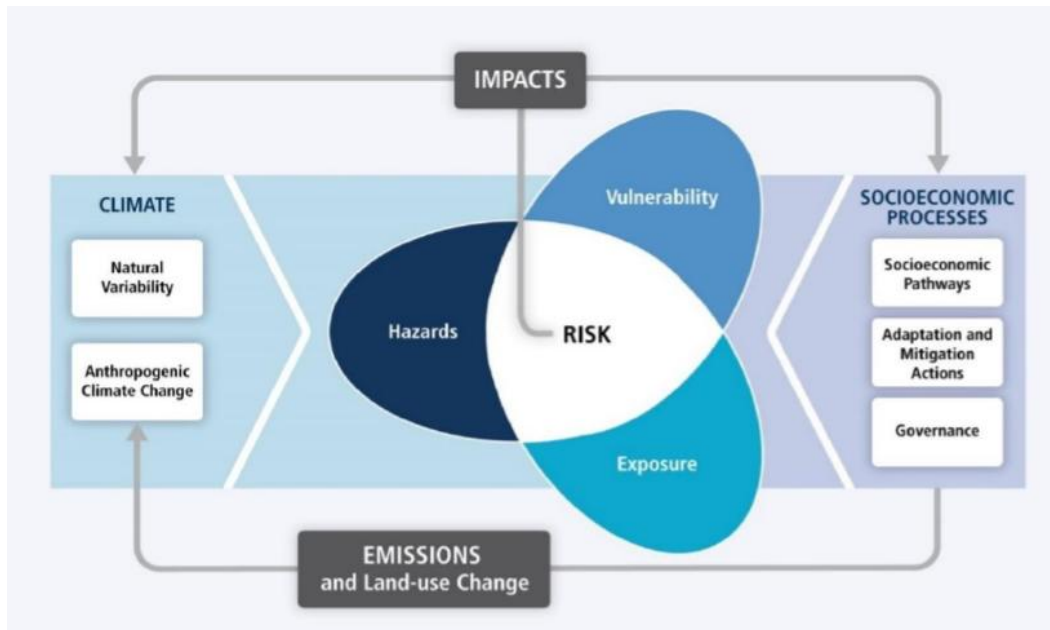 IMPACTS
CLIMATE
Natural
Variability
Anthropogenic
Climate Change
Vulnerability
Hazards
RISK
Exposure
SOCIOECONOMIC
PROCESSES
Socioeconomic
Pathways
Adaptation and
Mitigation
Actions
Governance
EMISSIONS
and Land-use Change